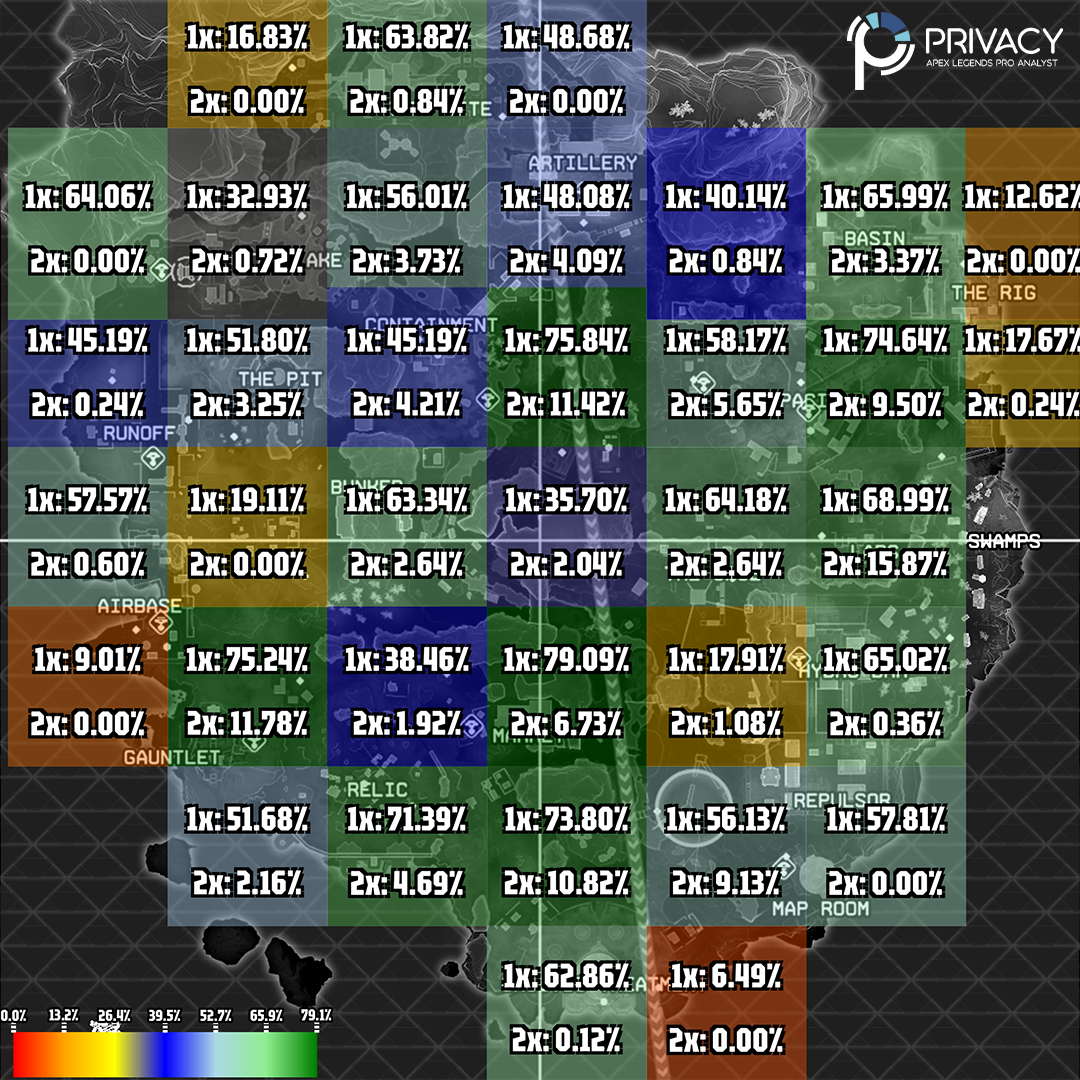 1x: 16.83% 1x: 63.82% 1x: 48.68%
PRIVACY
APEX LEGENDS PRO ANALYST
2x: 0.00% 2x: 0.84% 2x: 0.00%
ARTILLERY
1x: 64.06% 1x: 32.93% 1x: 56.01% 1x: 48.08% 1x: 40.14% 1x: 65.99% 1x: 12.62%
BASIN
2x: 0.00% 2x: 0.72% 2x: 3.73% 2x: 4.09% 2x: 0.84% 2x: 3.37% 2x: 0.00%
THE RIG
CONTAINMENT
1x: 45.19% 1x: 51.80% 1x: 45.19% 1x: 75.84% 1x: 58.17% 1x: 74.64% 1x: 17.67%
THE PIT
2x: 0.24% 2x: 3.25% 2x: 4.21% 2x: 11.42% 2x: 5.65% 2x: 9.50% 2x: 0.24%
RUNOFF
BUNKER
1x: 57.57% 1x: 19.11% 1x: 63.34% 1x: 35.70% 1x: 64.18% 1x: 68.99%
SWAMPS
2x: 0.60% 2x: 0.00% 2x: 2.64% 2x: 2.04% 2x: 2.64% 2x: 15.87%
AIRBASE
1x: 9.01% 1x: 75.24% 1x: 38.46% 1x: 79.09% 1x: 17.91% 1x: 65.02%
HYDRO DAM
2x: 0.00% 2x: 11.78% 2x: 1.92% 2x: 6.73% 2x: 1.08% 2x: 0.36%
MARKET
GAUNTLET
RELIC
REPULSOR
1x: 51.68% 1x: 71.39% 1x: 73.80% 1x: 56.13% 1x: 57.81%
2x: 2.16% 2x: 4.69% 2x: 10.82% 2x: 9.13% 2x: 0.00%
MAP ROOM
1x: 62.86% 1x: 6.49%
0.0% 13.2% 26.4% 39.5% 52.7% 65.9% 79.1%
2x: 0.12% 2x: 0.00%